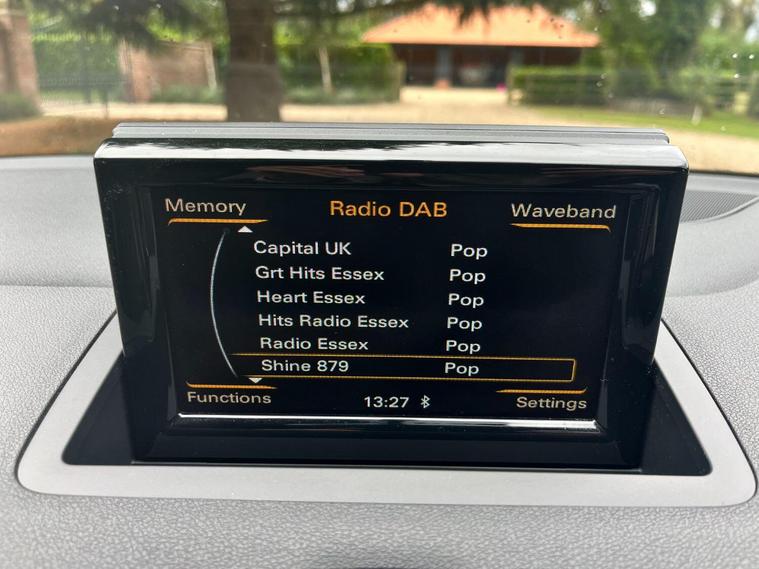 Memory Radio DAB Waveband
Capital UK Pop
Grt Hits Essex Pop
Heart Essex Pop
Hits Radio Essex Pop
Radio Essex Pop
Shine 879 Pop
Functions 13:27 Settings